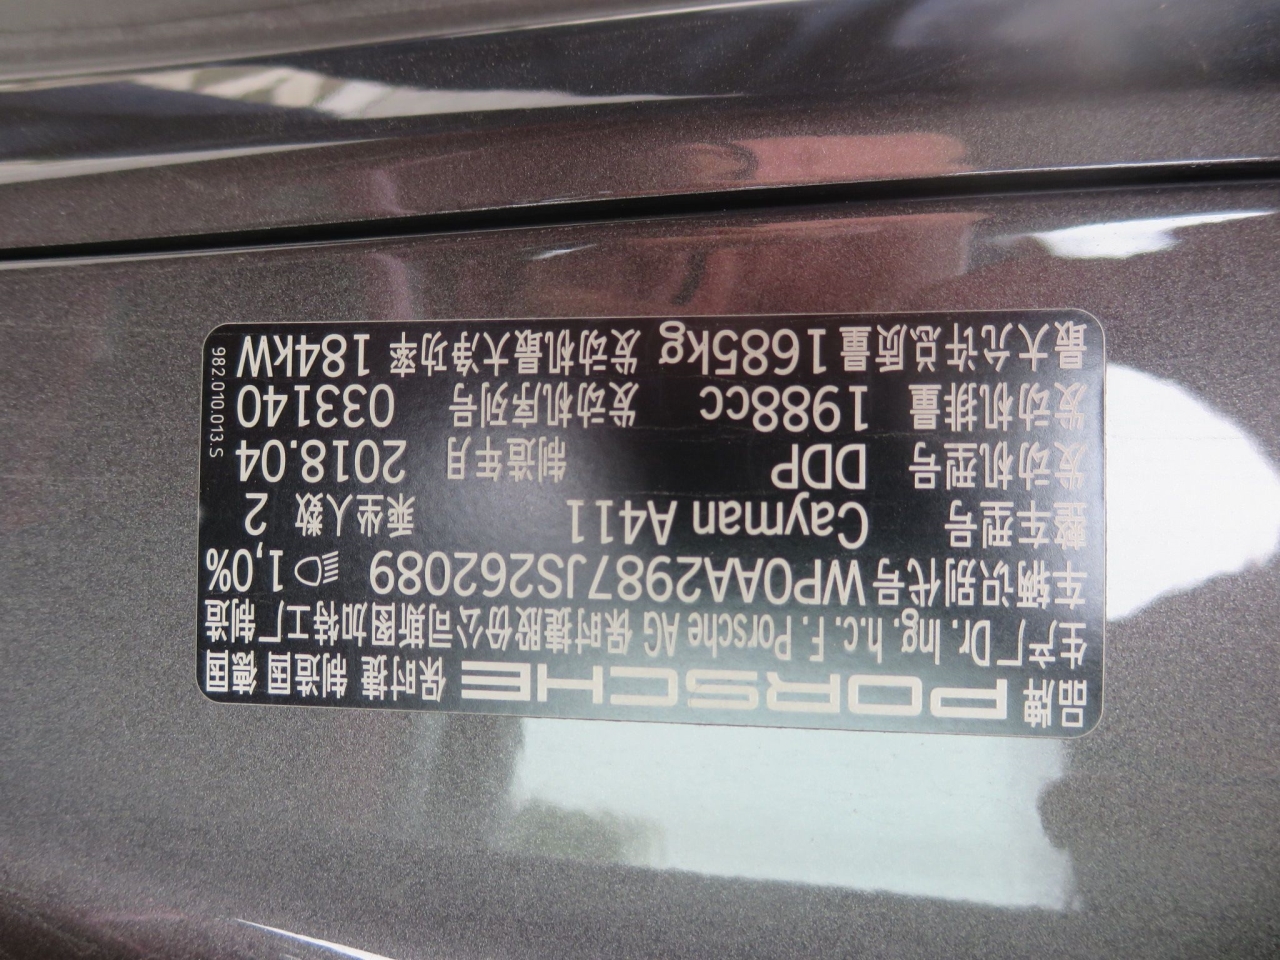 品牌 PORSCHE 保时捷 制造国 德国
生产厂 Dr. Ing. h.c. F. Porsche AG 保时捷股份公司斯图加特工厂制造
车辆识别代号 WP0AA2987JS262089 1,0%
整车型号 Cayman A411 乘坐人数 2
发动机型号 DDP 制造年月 2018.04
发动机排量 1988cc 发动机序列号 033140
最大允许总质量 1685kg 发动机最大净功率 184kW
982.010.013.S